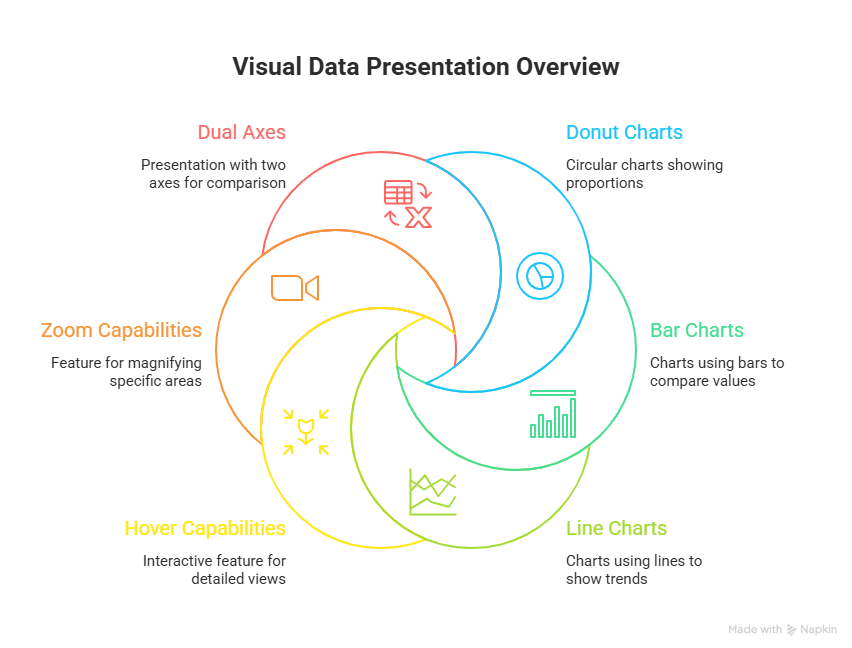 Visual Data Presentation Overview
Dual Axes
Presentation with two
axes for comparison
Donut Charts
Circular charts showing
proportions
Zoom Capabilities
Feature for magnifying
specific areas
Bar Charts
Charts using bars to
compare values
Hover Capabilities
Interactive feature for
detailed views
Line Charts
Charts using lines to
show trends
Made with Napkin